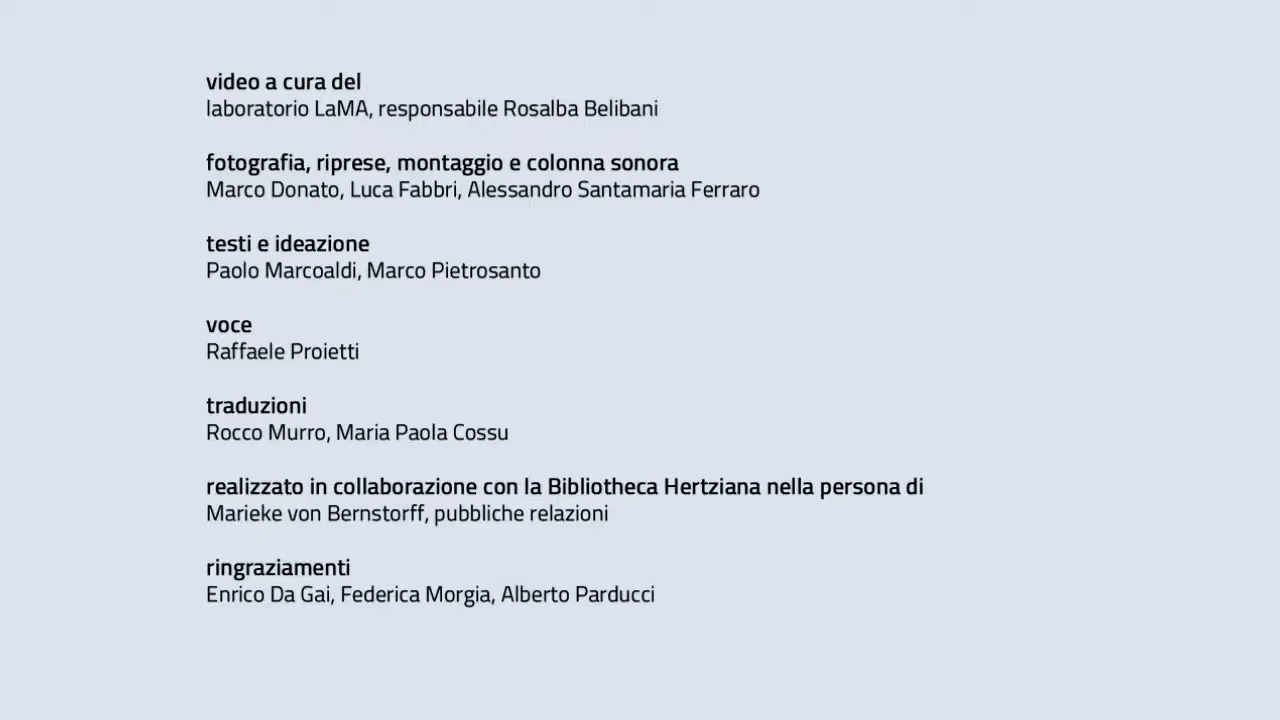 video a cura del
laboratorio LaMA, responsabile Rosalba Belibani
fotografia, riprese, montaggio e colonna sonora
Marco Donato, Luca Fabbri, Alessandro Santamaria Ferraro
testi e ideazione
Paolo Marcoaldi, Marco Pietrosanto
voce
Raffaele Proietti
traduzioni
Rocco Murro, Maria Paola Cossu
realizzato in collaborazione con la Bibliotheca Hertziana nella persona di
Marieke von Bernstorff, pubbliche relazioni
ringraziamenti
Enrico Da Gai, Federica Morgia, Alberto Parducci